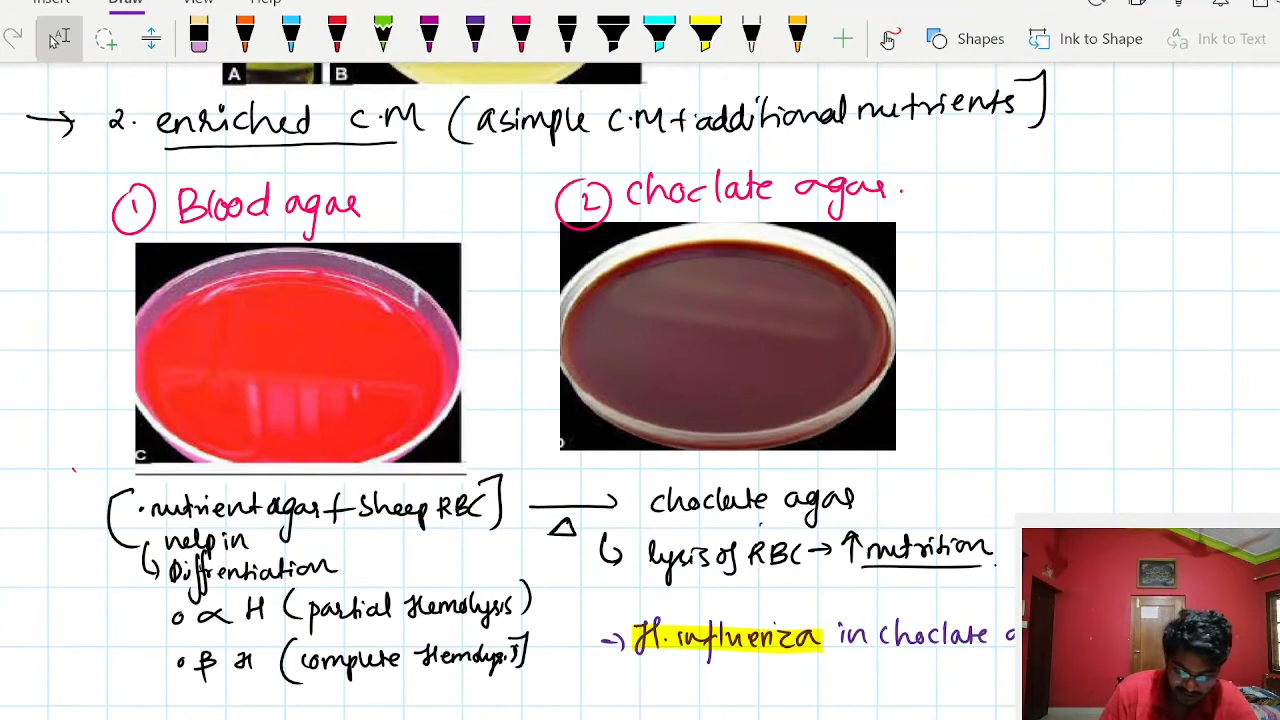 Insert Draw View
Shapes Ink to Shape Ink to Text
A B
→ 2. enriched C.M (a simple C.M + additional nutrients]
① Blood agar
② choclate agar.
C
[· nutrient agar + Sheep RBC] → choclate agar
Δ
help in
↳ Diffrentiation
↳ lysis of RBC → ↑ nutrition.
∘ α H (partial Hemolysis)
→ H. influenza in choclate a
∘ β H (complete Hemolysis]